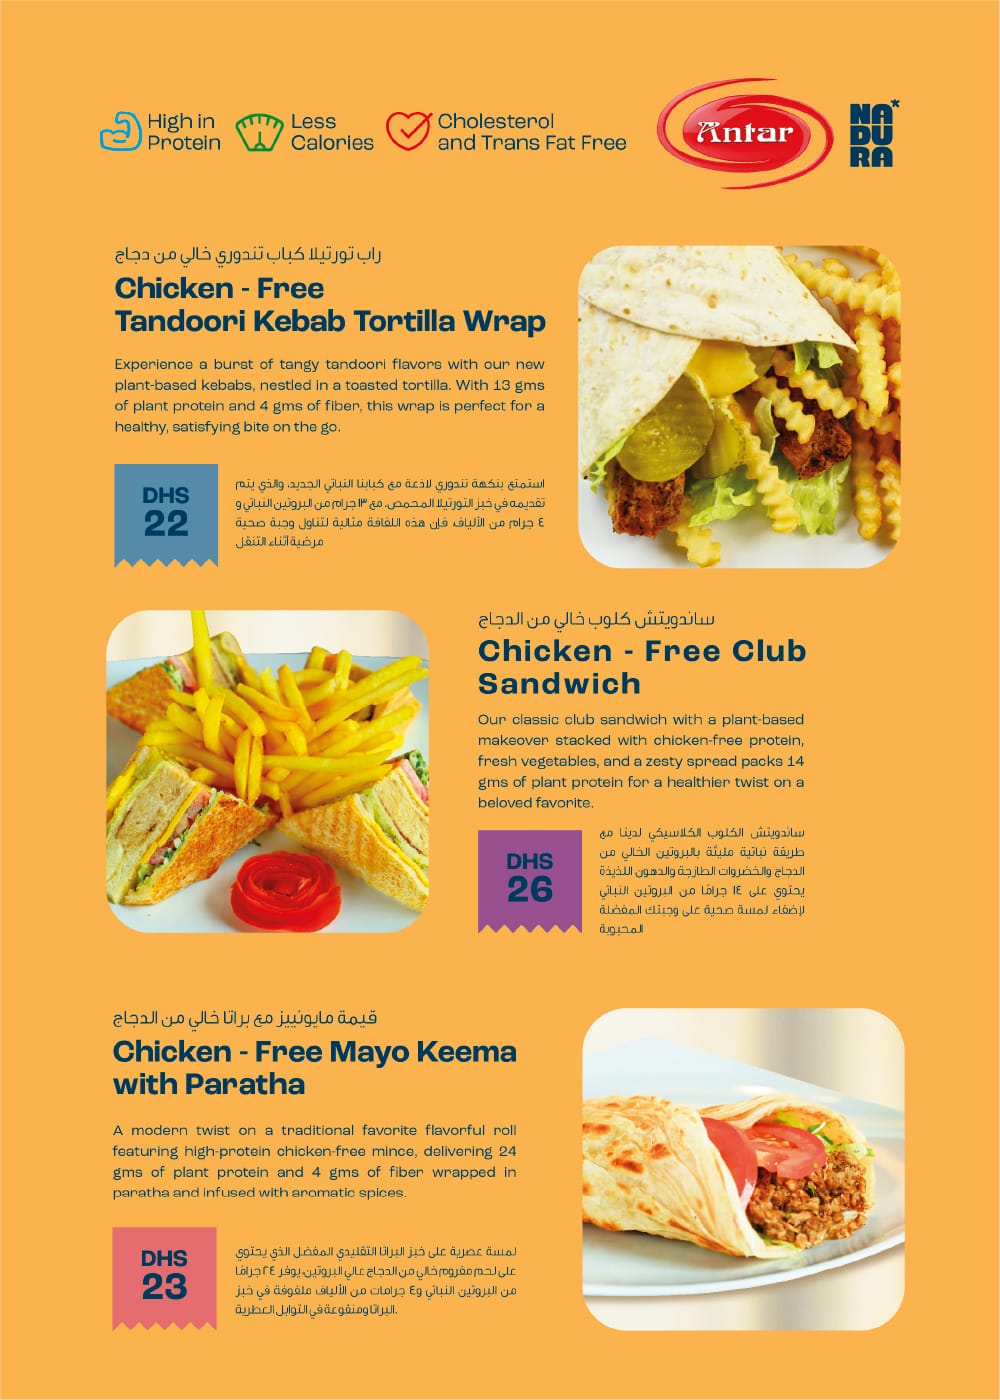 High in
Protein
Less
Calories
Cholesterol
and Trans Fat Free
Antar
NA*
DU
RA
راب تورتيلا كباب تندوري خالي من دجاج
Chicken - Free
Tandoori Kebab Tortilla Wrap
Experience a burst of tangy tandoori flavors with our new
plant-based kebabs, nestled in a toasted tortilla. With 13 gms
of plant protein and 4 gms of fiber, this wrap is perfect for a
healthy, satisfying bite on the go.
DHS
22
استمتع بنكهة تندوري لاذعة مع كبابنا النباتي الجديد، والذي يتم
تقديمه في خبز التورتيلا المحمص. مع ١٣ جرام من البروتين النباتي و
٤ جرام من الألياف، فإن هذه اللفافة مثالية لتناول وجبة صحية
مرضية أثناء التنقل
ساندويتش كلوب خالي من الدجاج
Chicken - Free Club
Sandwich
Our classic club sandwich with a plant-based
makeover stacked with chicken-free protein,
fresh vegetables, and a zesty spread packs 14
gms of plant protein for a healthier twist on a
beloved favorite.
DHS
26
ساندويتش الكلوب الكلاسيكي لدينا مع
طريقة نباتية مليئة بالبروتين الخالي من
الدجاج والخضروات الطازجة والدهون اللذيذة
يحتوي على ١٤ جرامًا من البروتين النباتي
لإضفاء لمسة صحية على وجبتك المفضلة
المحبوبة
قيمة مايونييز مع براتا خالي من الدجاج
Chicken - Free Mayo Keema
with Paratha
A modern twist on a traditional favorite flavorful roll
featuring high-protein chicken-free mince, delivering 24
gms of plant protein and 4 gms of fiber wrapped in
paratha and infused with aromatic spices.
DHS
23
لمسة عصرية على خبز البراتا التقليدي المفضل الذي يحتوي
على لحم مفروم خالي من الدجاج عالي البروتين، يوفر ٢٤ جرامًا
من البروتين النباتي و٤ جرامات من الألياف ملفوفة في خبز
البراتا ومنقوعة في التوابل العطرية.